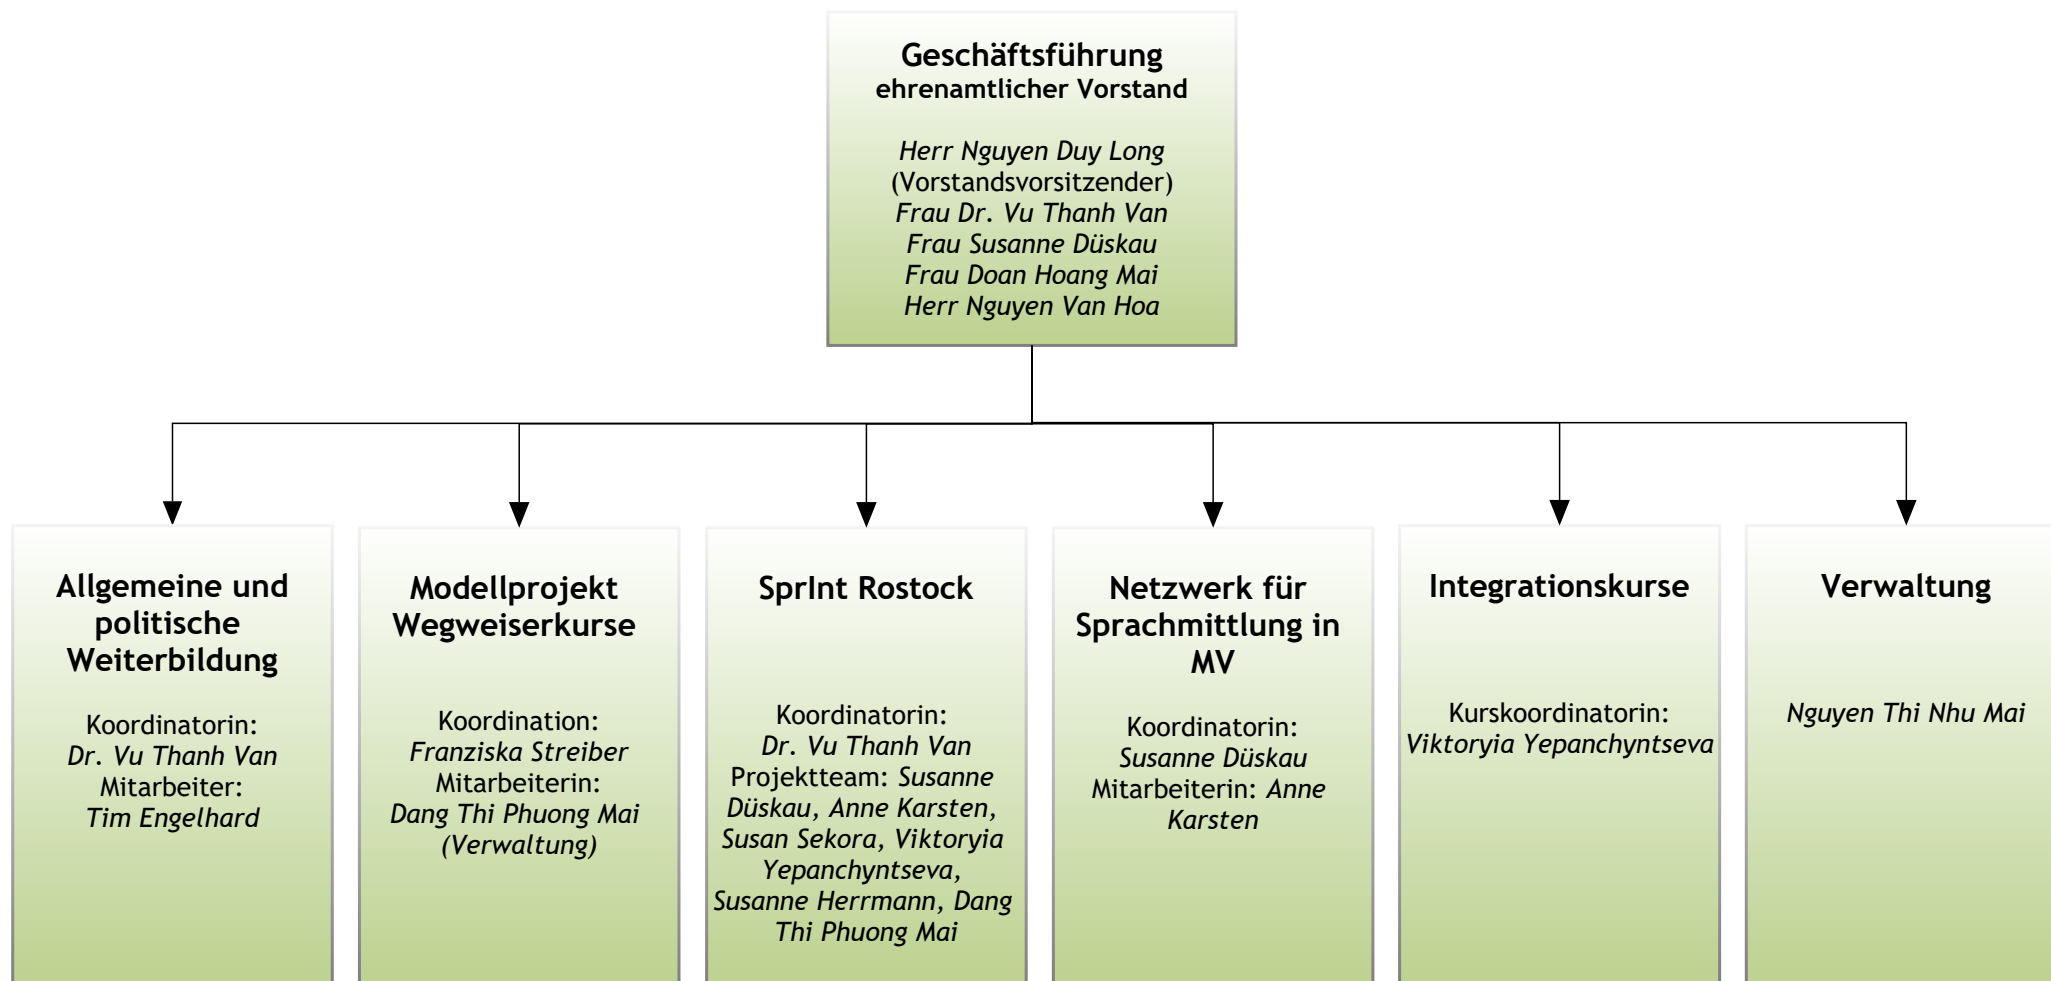 Geschäftsführung
ehrenamtlicher Vorstand
Herr Nguyen Duy Long
(Vorstandsvorsitzender)
Frau Dr. Vu Thanh Van
Frau Susanne Düskau
Frau Doan Hoang Mai
Herr Nguyen Van Hoa
Allgemeine und
politische
Weiterbildung
Koordinatorin:
Dr. Vu Thanh Van
Mitarbeiter:
Tim Engelhard
Modellprojekt
Wegweiserkurse
Koordination:
Franziska Streiber
Mitarbeiterin:
Dang Thi Phuong Mai
(Verwaltung)
SprInt Rostock
Koordinatorin:
Dr. Vu Thanh Van
Projektteam: Susanne
Düskau, Anne Karsten,
Susan Sekora, Viktoryia
Yepanchyntseva,
Susanne Herrmann, Dang
Thi Phuong Mai
Netzwerk für
Sprachmittlung in
MV
Koordinatorin:
Susanne Düskau
Mitarbeiterin: Anne
Karsten
Integrationskurse
Kurskoordinatorin:
Viktoryia Yepanchyntseva
Verwaltung
Nguyen Thi Nhu Mai